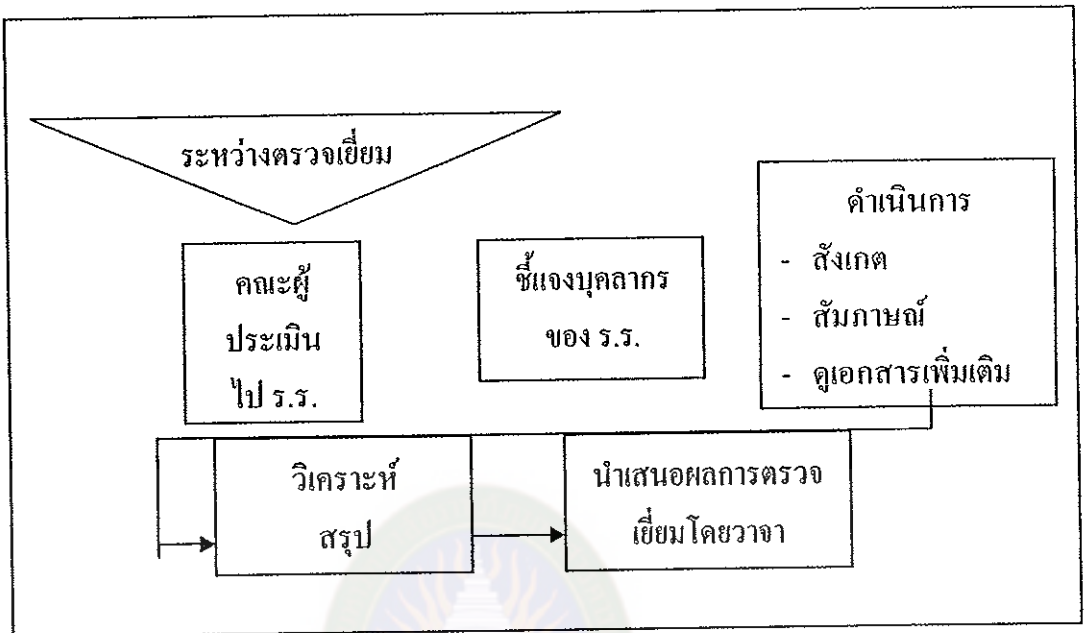 ระหว่างตรวจเยี่ยม
คณะผู้
ประเมิน
ไป ร.ร.
ชี้แจงบุคลากร
ของ ร.ร.
ดำเนินการ
- สังเกต
- สัมภาษณ์
- ดูเอกสารเพิ่มเติม
วิเคราะห์
สรุป
นำเสนอผลการตรวจ
เยี่ยมโดยวาจา